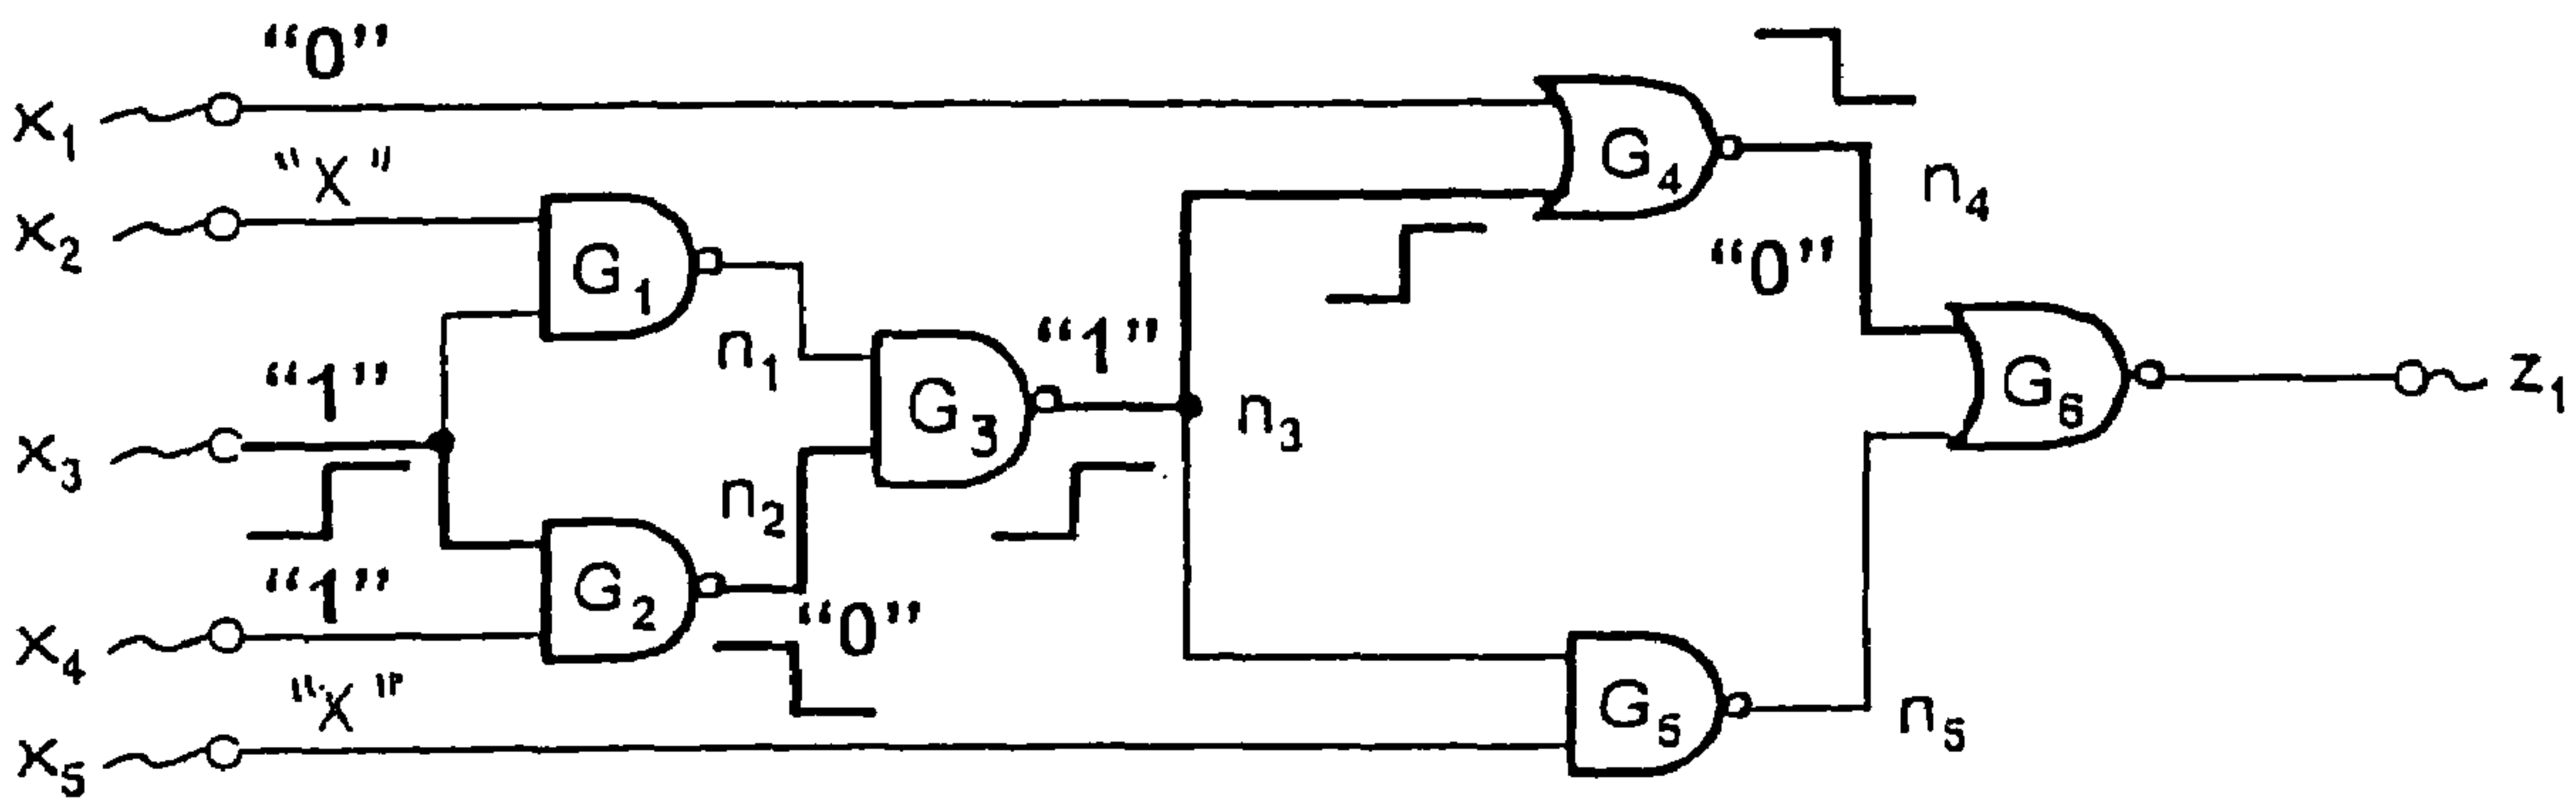 “0”
x1
“X”
x2
G1
n1
“1”
x3
G3
“1”
n3
n2
“1”
G2
x4
“0”
“X”
x5
G4
n4
“0”
G6
z1
G5
n5